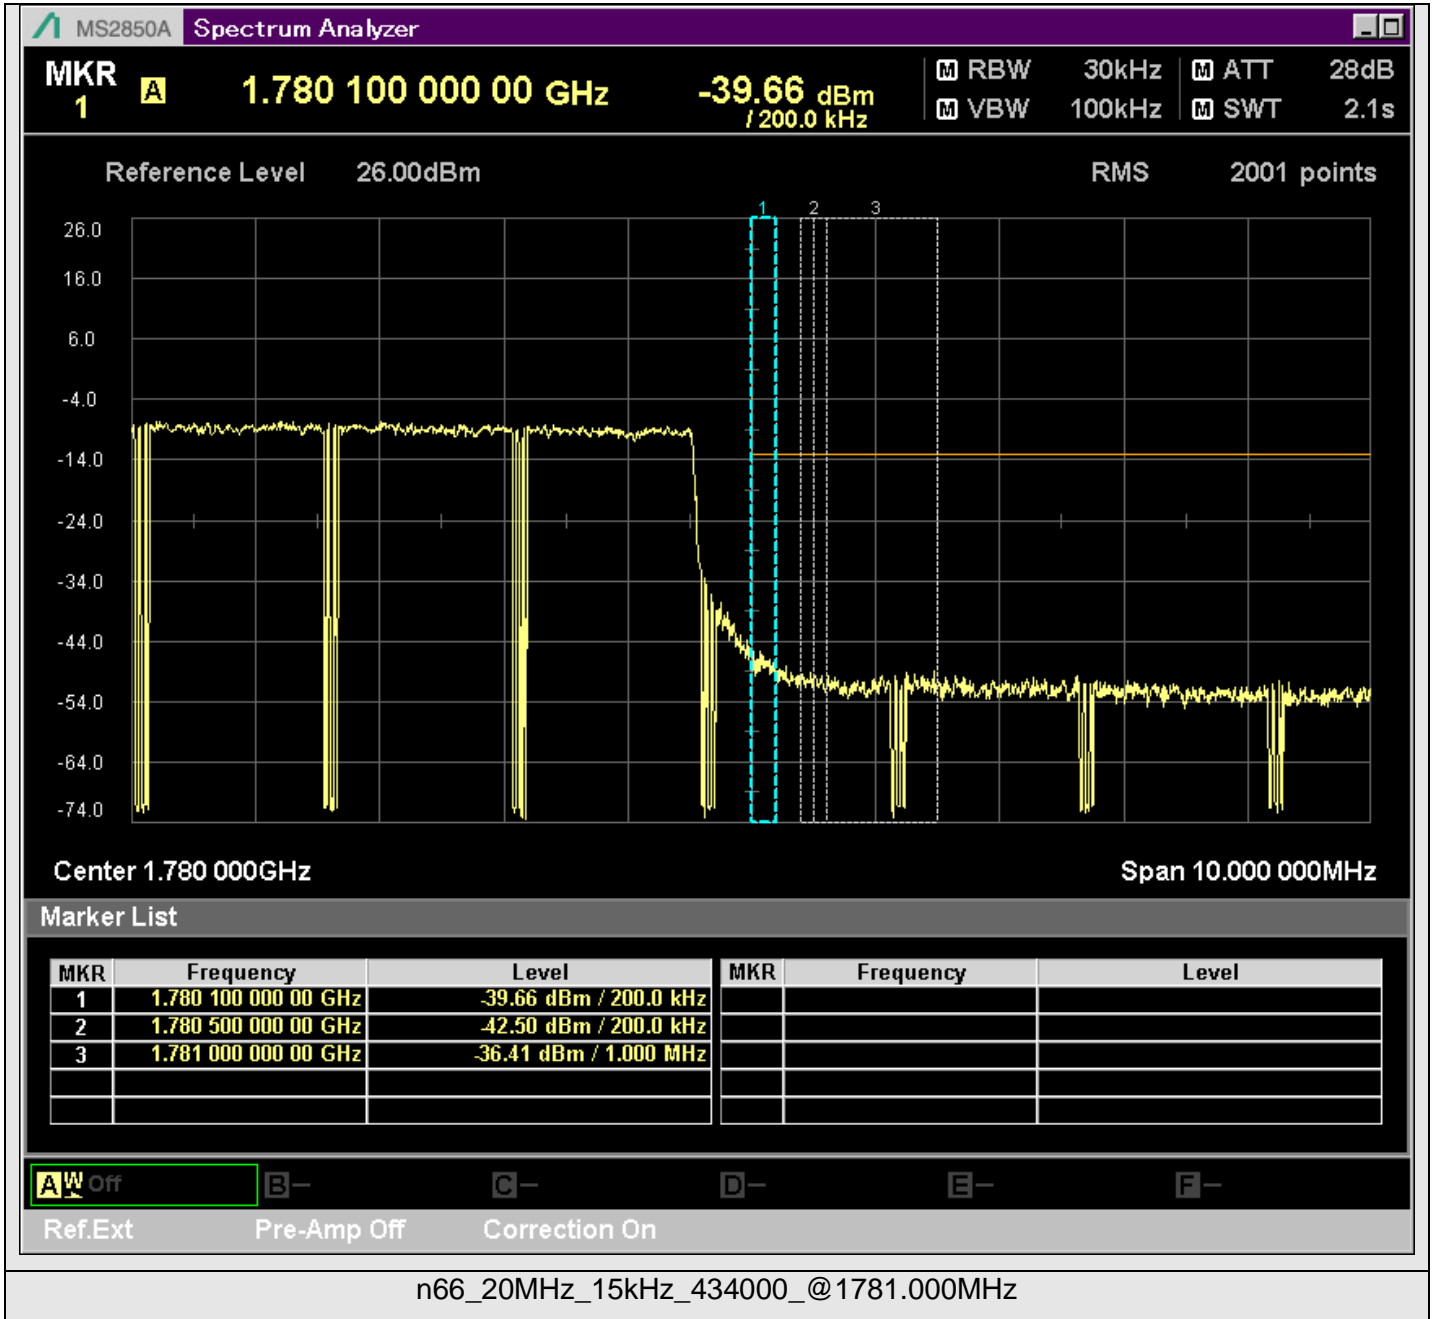 MS2850A Spectrum Analyzer
MKR 1 A 1.780 100 000 00 GHz -39.66 dBm / 200.0 kHz
M RBW 30kHz M ATT 28dB
M VBW 100kHz M SWT 2.1s
Reference Level 26.00dBm RMS 2001 points
1 2 3
26.0
16.0
6.0
-4.0
-14.0
-24.0
-34.0
-44.0
-54.0
-64.0
-74.0
Center 1.780 000GHz Span 10.000 000MHz
Marker List
MKR Frequency Level MKR Frequency Level
1 1.780 100 000 00 GHz -39.66 dBm / 200.0 kHz
2 1.780 500 000 00 GHz -42.50 dBm / 200.0 kHz
3 1.781 000 000 00 GHz -36.41 dBm / 1.000 MHz
A W Off B- C- D- E- F-
Ref.Ext Pre-Amp Off Correction On
n66_20MHz_15kHz_434000_@1781.000MHz